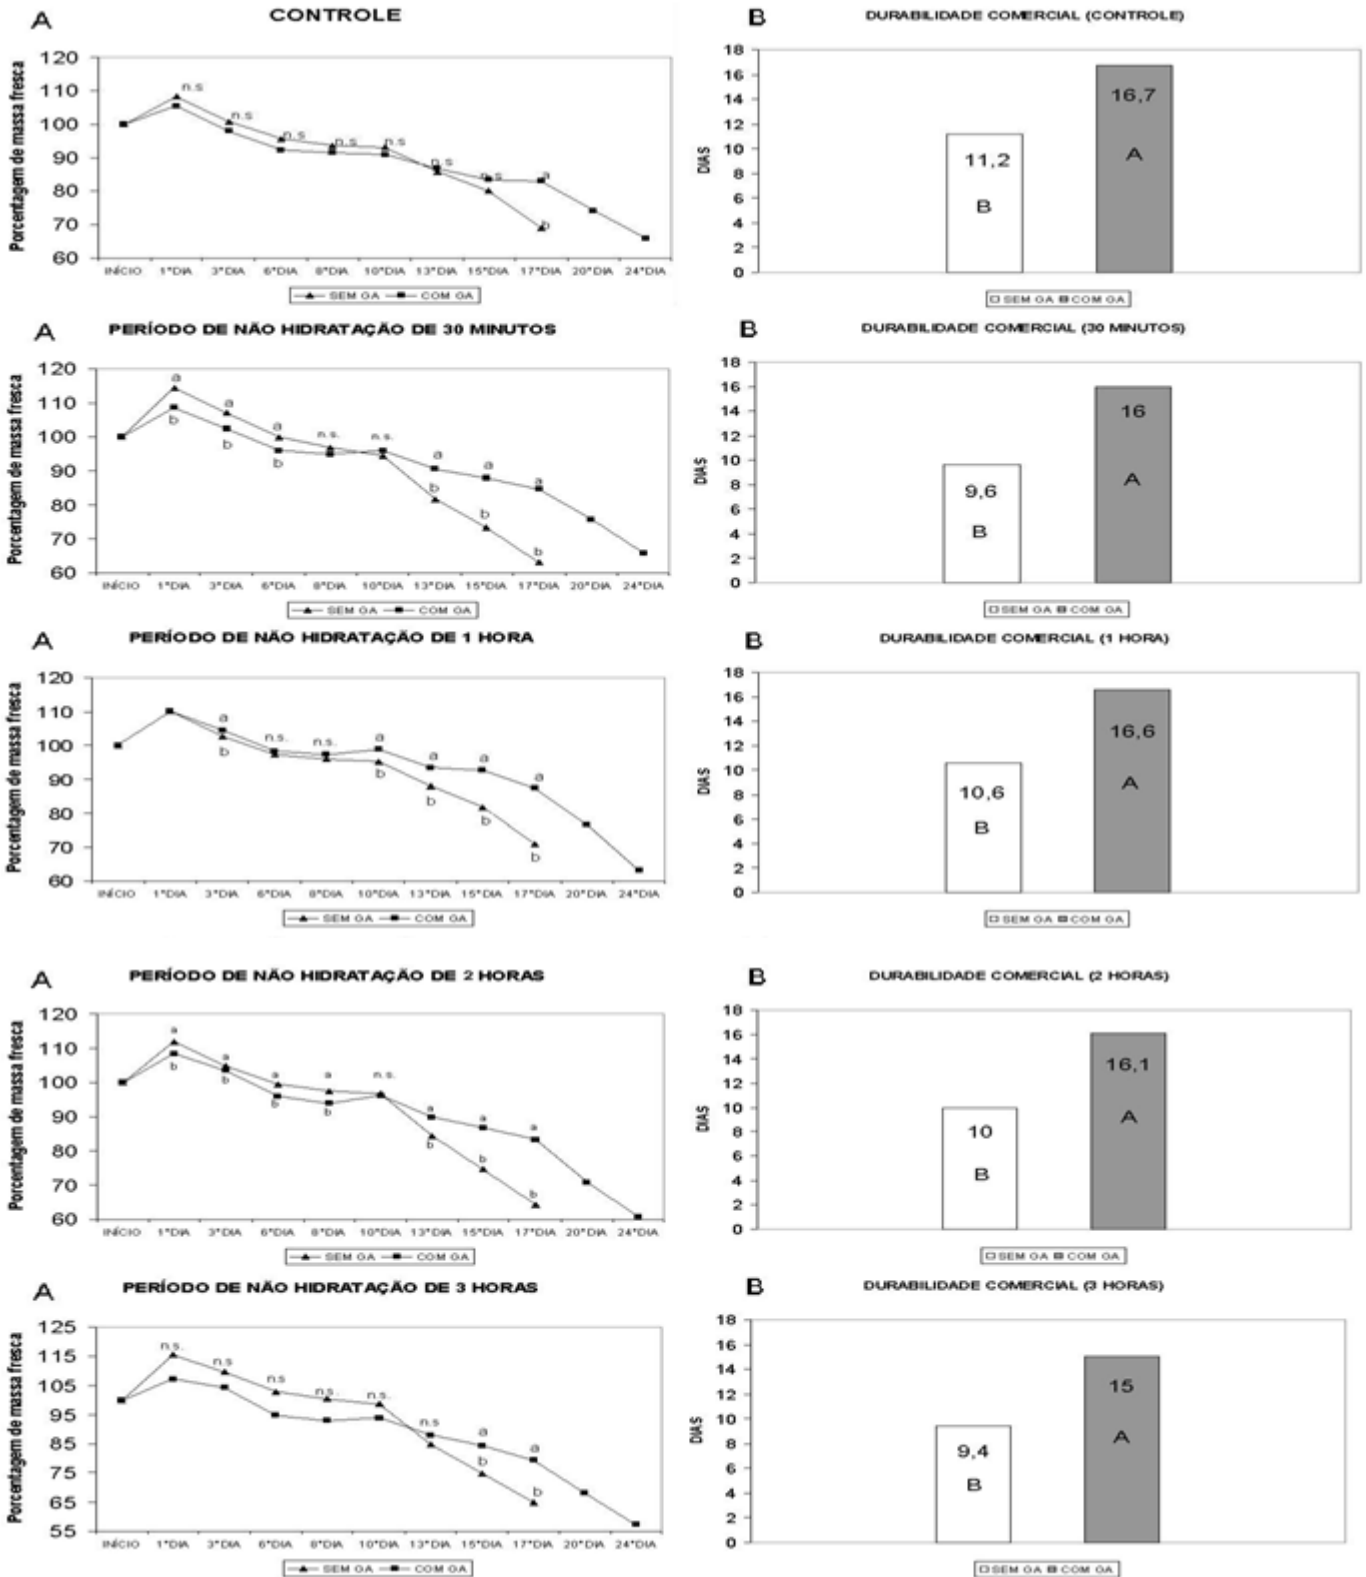 A
CONTROLE
Porcentagem de massa fresca
120
110
100
90
80
70
60
n.s
n.s
n.s
n.s
n.s
n.s
n.s
a
b
INÍCIO 1°DIA 3°DIA 6°DIA 8°DIA 10°DIA 13°DIA 15°DIA 17°DIA 20°DIA 24°DIA
SEM GA COM GA
B
DURABILIDADE COMERCIAL (CONTROLE)
DIAS
18
16
14
12
10
8
6
4
2
0
11,2
B
16,7
A
SEM GA COM GA
A
PERÍODO DE NÃO HIDRATAÇÃO DE 30 MINUTOS
Porcentagem de massa fresca
120
110
100
90
80
70
60
a a a n.s. n.s. a a a
b b b b b b
INÍCIO 1°DIA 3°DIA 6°DIA 8°DIA 10°DIA 13°DIA 15°DIA 17°DIA 20°DIA 24°DIA
SEM GA COM GA
B
DURABILIDADE COMERCIAL (30 MINUTOS)
DIAS
18
16
14
12
10
8
6
4
2
0
9,6
B
16
A
SEM GA COM GA
A
PERÍODO DE NÃO HIDRATAÇÃO DE 1 HORA
Porcentagem de massa fresca
120
110
100
90
80
70
60
a n.s. n.s. a a a a
b b b b b
INÍCIO 1°DIA 3°DIA 6°DIA 8°DIA 10°DIA 13°DIA 15°DIA 17°DIA 20°DIA 24°DIA
SEM GA COM GA
B
DURABILIDADE COMERCIAL (1 HORA)
DIAS
18
16
14
12
10
8
6
4
2
0
10,6
B
16,6
A
SEM GA COM GA
A
PERÍODO DE NÃO HIDRATAÇÃO DE 2 HORAS
Porcentagem de massa fresca
120
110
100
90
80
70
60
a a a a n.s. a a a
b b b b b b b
INÍCIO 1°DIA 3°DIA 6°DIA 8°DIA 10°DIA 13°DIA 15°DIA 17°DIA 20°DIA 24°DIA
SEM GA COM GA
B
DURABILIDADE COMERCIAL (2 HORAS)
DIAS
18
16
14
12
10
8
6
4
2
0
10
B
16,1
A
SEM GA COM GA
A
PERÍODO DE NÃO HIDRATAÇÃO DE 3 HORAS
Porcentagem de massa fresca
125
115
105
95
85
75
65
55
n.s. n.s n.s n.s. n.s. n.s a a
b b
INÍCIO 1°DIA 3°DIA 6°DIA 8°DIA 10°DIA 13°DIA 15°DIA 17°DIA 20°DIA 24°DIA
SEM GA COM GA
B
DURABILIDADE COMERCIAL (3 HORAS)
DIAS
18
16
14
12
10
8
6
4
2
0
9,4
B
15
A
SEM GA COM GA